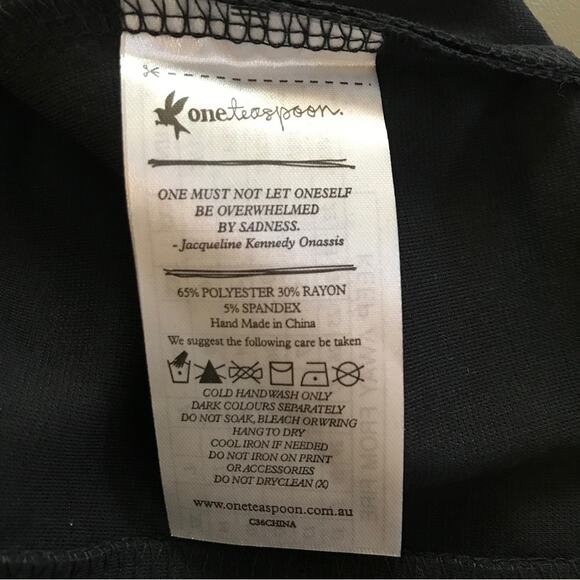 oneteaspoon.
ONE MUST NOT LET ONESELF
BE OVERWHELMED
BY SADNESS.
- Jacqueline Kennedy Onassis
65% POLYESTER 30% RAYON
5% SPANDEX
Hand Made in China
We suggest the following care be taken
COLD HANDWASH ONLY
DARK COLOURS SEPARATELY
DO NOT SOAK, BLEACH OR WRING
HANG TO DRY
COOL IRON IF NEEDED
DO NOT IRON ON PRINT
OR ACCESSORIES
DO NOT DRYCLEAN (X)
www.oneteaspoon.com.au
C36CHINA